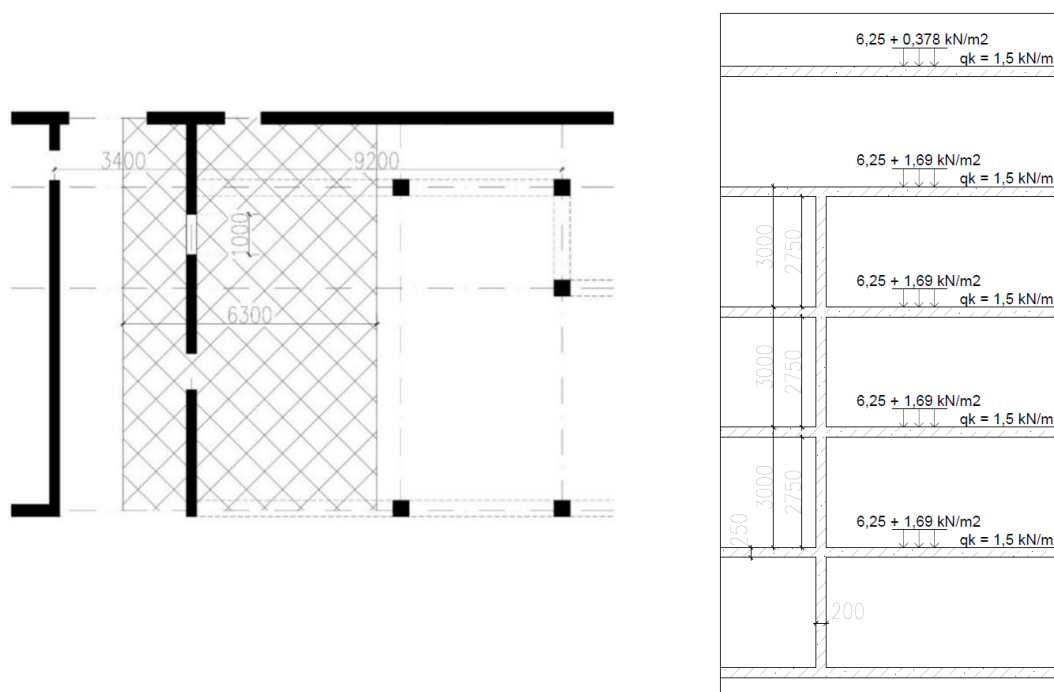 3400
9200
1000
6300
6,25 + 0,378 kN/m2
qk = 1,5 kN/m
6,25 + 1,69 kN/m2
qk = 1,5 kN/m
3000
2750
6,25 + 1,69 kN/m2
qk = 1,5 kN/m
3000
2750
6,25 + 1,69 kN/m2
qk = 1,5 kN/m
3000
2750
250
6,25 + 1,69 kN/m2
qk = 1,5 kN/m
200